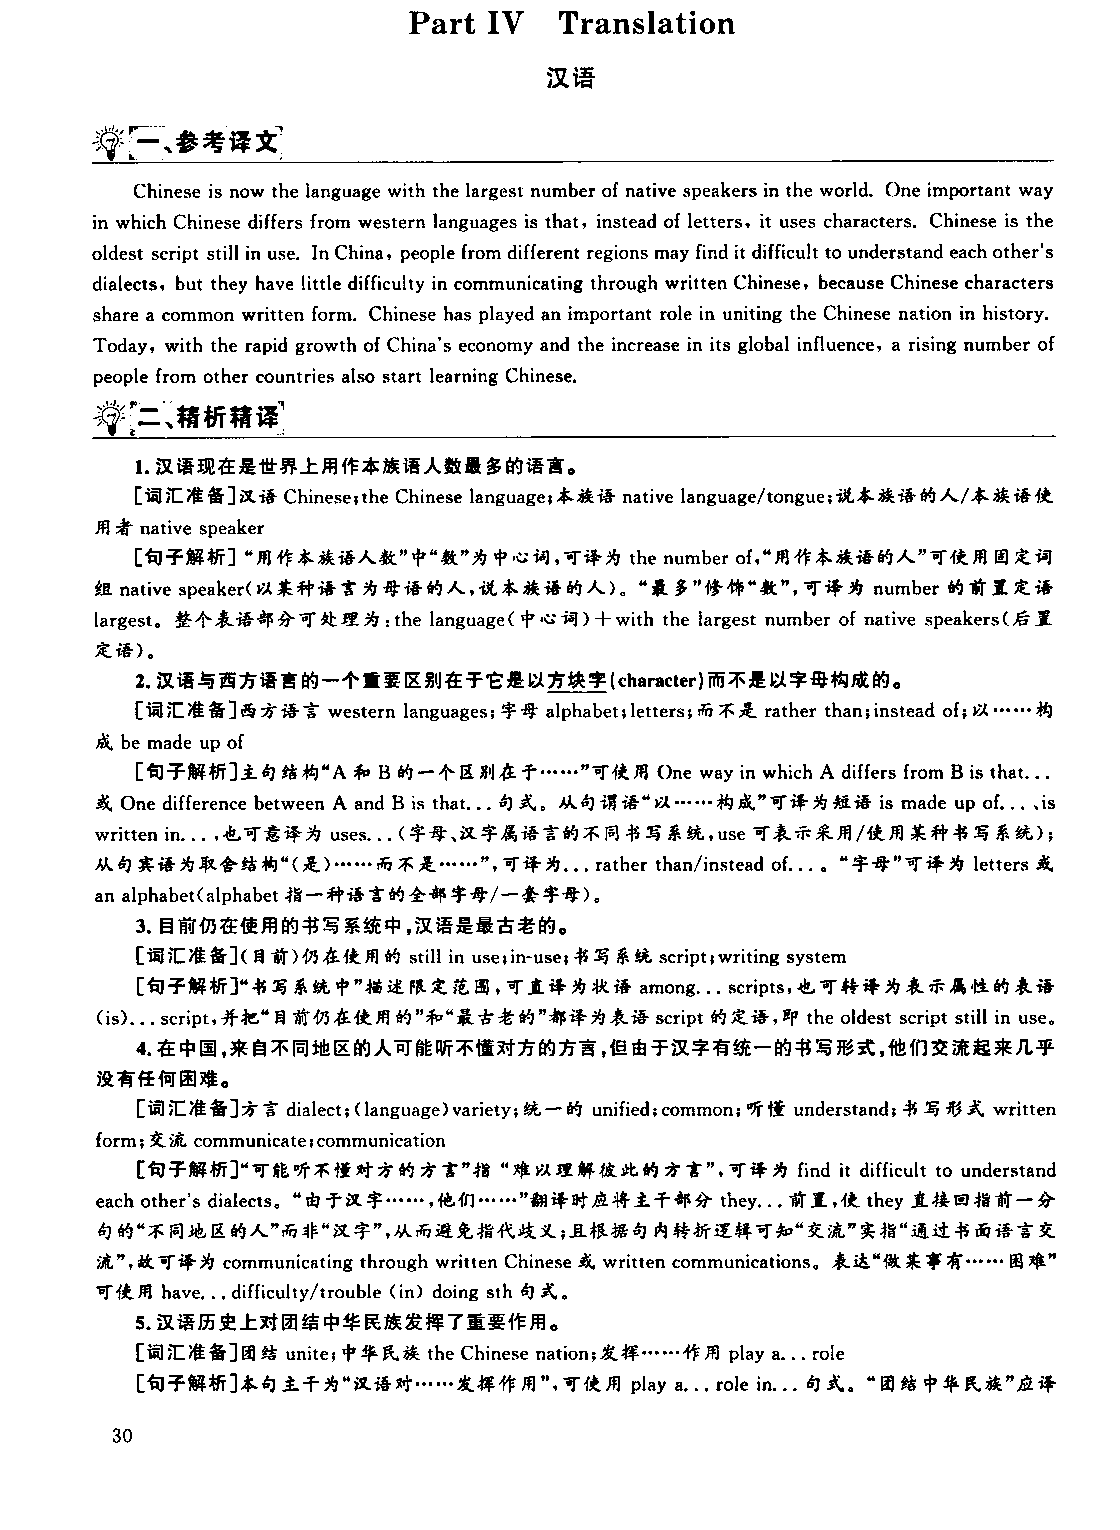 Part IV Translation
汉语
一、参考译文
Chinese is now the language with the largest number of native speakers in the world. One important way
in which Chinese differs from western languages is that, instead of letters, it uses characters. Chinese is the
oldest script still in use. In China, people from different regions may find it difficult to understand each other's
dialects, but they have little difficulty in communicating through written Chinese, because Chinese characters
share a common written form. Chinese has played an important role in uniting the Chinese nation in history.
Today, with the rapid growth of China's economy and the increase in its global influence, a rising number of
people from other countries also start learning Chinese.
二、精析精译
1. 汉语现在是世界上用作本族语人数最多的语言。
[词汇准备]汉语 Chinese;the Chinese language;本族语 native language/tongue;说本族语的人/本族语使
用者 native speaker
[句子解析] “用作本族语人数”中“数”为中心词,可译为 the number of,“用作本族语的人”可使用固定词
组 native speaker(以某种语言为母语的人,说本族语的人)。“最多”修饰“数”,可译为 number 的前置定语
largest。整个表语部分可处理为:the language(中心词)+with the largest number of native speakers(后置
定语)。
2. 汉语与西方语言的一个重要区别在于它是以方块字(character)而不是以字母构成的。
[词汇准备]西方语言 western languages;字母 alphabet;letters;而不是 rather than;instead of;以……构
成 be made up of
[句子解析]主句结构“A 和 B 的一个区别在于……”可使用 One way in which A differs from B is that...
或 One difference between A and B is that...句式。从句谓语“以……构成”可译为短语 is made up of...、is
written in...,也可意译为 uses...(字母、汉字属语言的不同书写系统,use 可表示采用/使用某种书写系统);
从句宾语为取舍结构“(是)……而不是……”,可译为...rather than/instead of...。“字母”可译为 letters 或
an alphabet(alphabet 指一种语言的全部字母/一套字母)。
3. 目前仍在使用的书写系统中,汉语是最古老的。
[词汇准备](目前)仍在使用的 still in use;in-use;书写系统 script;writing system
[句子解析]“书写系统中”描述限定范围,可直译为状语 among... scripts,也可转译为表示属性的表语
(is)...script,并把“目前仍在使用的”和“最古老的”都译为表语 script 的定语,即 the oldest script still in use。
4. 在中国,来自不同地区的人可能听不懂对方的方言,但由于汉字有统一的书写形式,他们交流起来几乎
没有任何困难。
[词汇准备]方言 dialect;(language)variety;统一的 unified;common;听懂 understand;书写形式 written
form;交流 communicate;communication
[句子解析]“可能听不懂对方的方言”指 “难以理解彼此的方言”,可译为 find it difficult to understand
each other's dialects。“由于汉字……,他们……”翻译时应将主干部分 they...前置,使 they 直接回指前一分
句的“不同地区的人”而非“汉字”,从而避免指代歧义;且根据句内转折逻辑可知“交流”实指“通过书面语言交
流”,故可译为 communicating through written Chinese 或 written communications。表达“做某事有……困难”
可使用 have...difficulty/trouble (in) doing sth 句式。
5. 汉语历史上对团结中华民族发挥了重要作用。
[词汇准备]团结 unite;中华民族 the Chinese nation;发挥……作用 play a...role
[句子解析]本句主干为“汉语对……发挥作用”,可使用 play a...role in...句式。“团结中华民族”应译
30